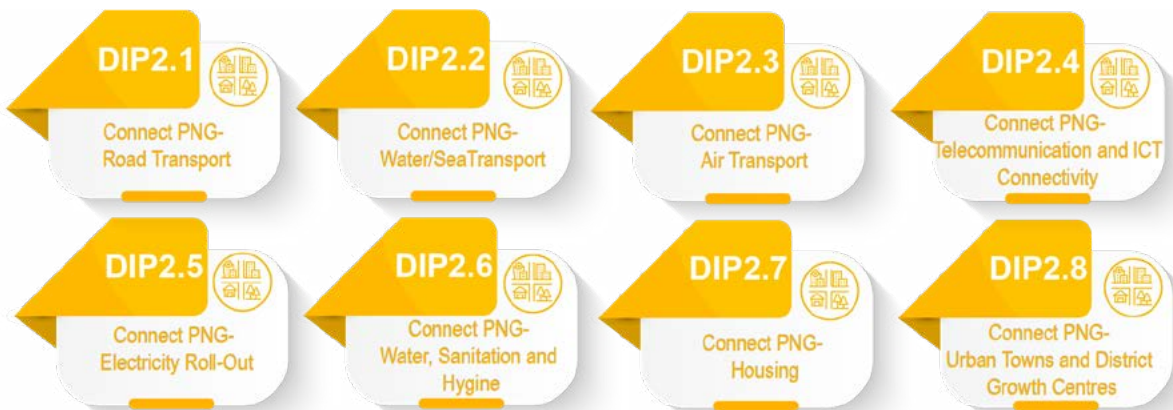 DIP2.1
Connect PNG-
Road Transport
DIP2.2
Connect PNG-
Water/SeaTransport
DIP2.3
Connect PNG-
Air Transport
DIP2.4
Connect PNG-
Telecommunication and ICT
Connectivity
DIP2.5
Connect PNG-
Electricity Roll-Out
DIP2.6
Connect PNG-
Water, Sanitation and
Hygine
DIP2.7
Connect PNG-
Housing
DIP2.8
Connect PNG-
Urban Towns and District
Growth Centres